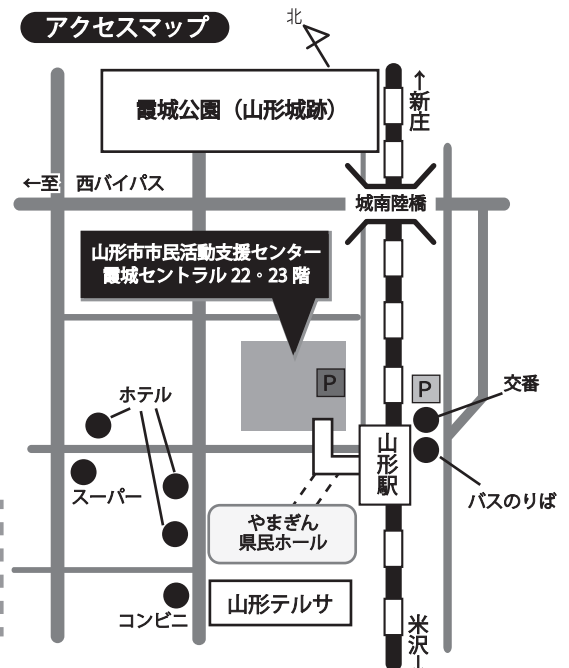 アクセスマップ
北
霞城公園（山形城跡）
↑新庄
←至 西バイパス
城南陸橋
山形市市民活動支援センター
霞城セントラル 22・23 階
P
P
交番
ホテル
山形駅
スーパー
バスのりば
やまぎん
県民ホール
コンビニ
山形テルサ
米沢↓